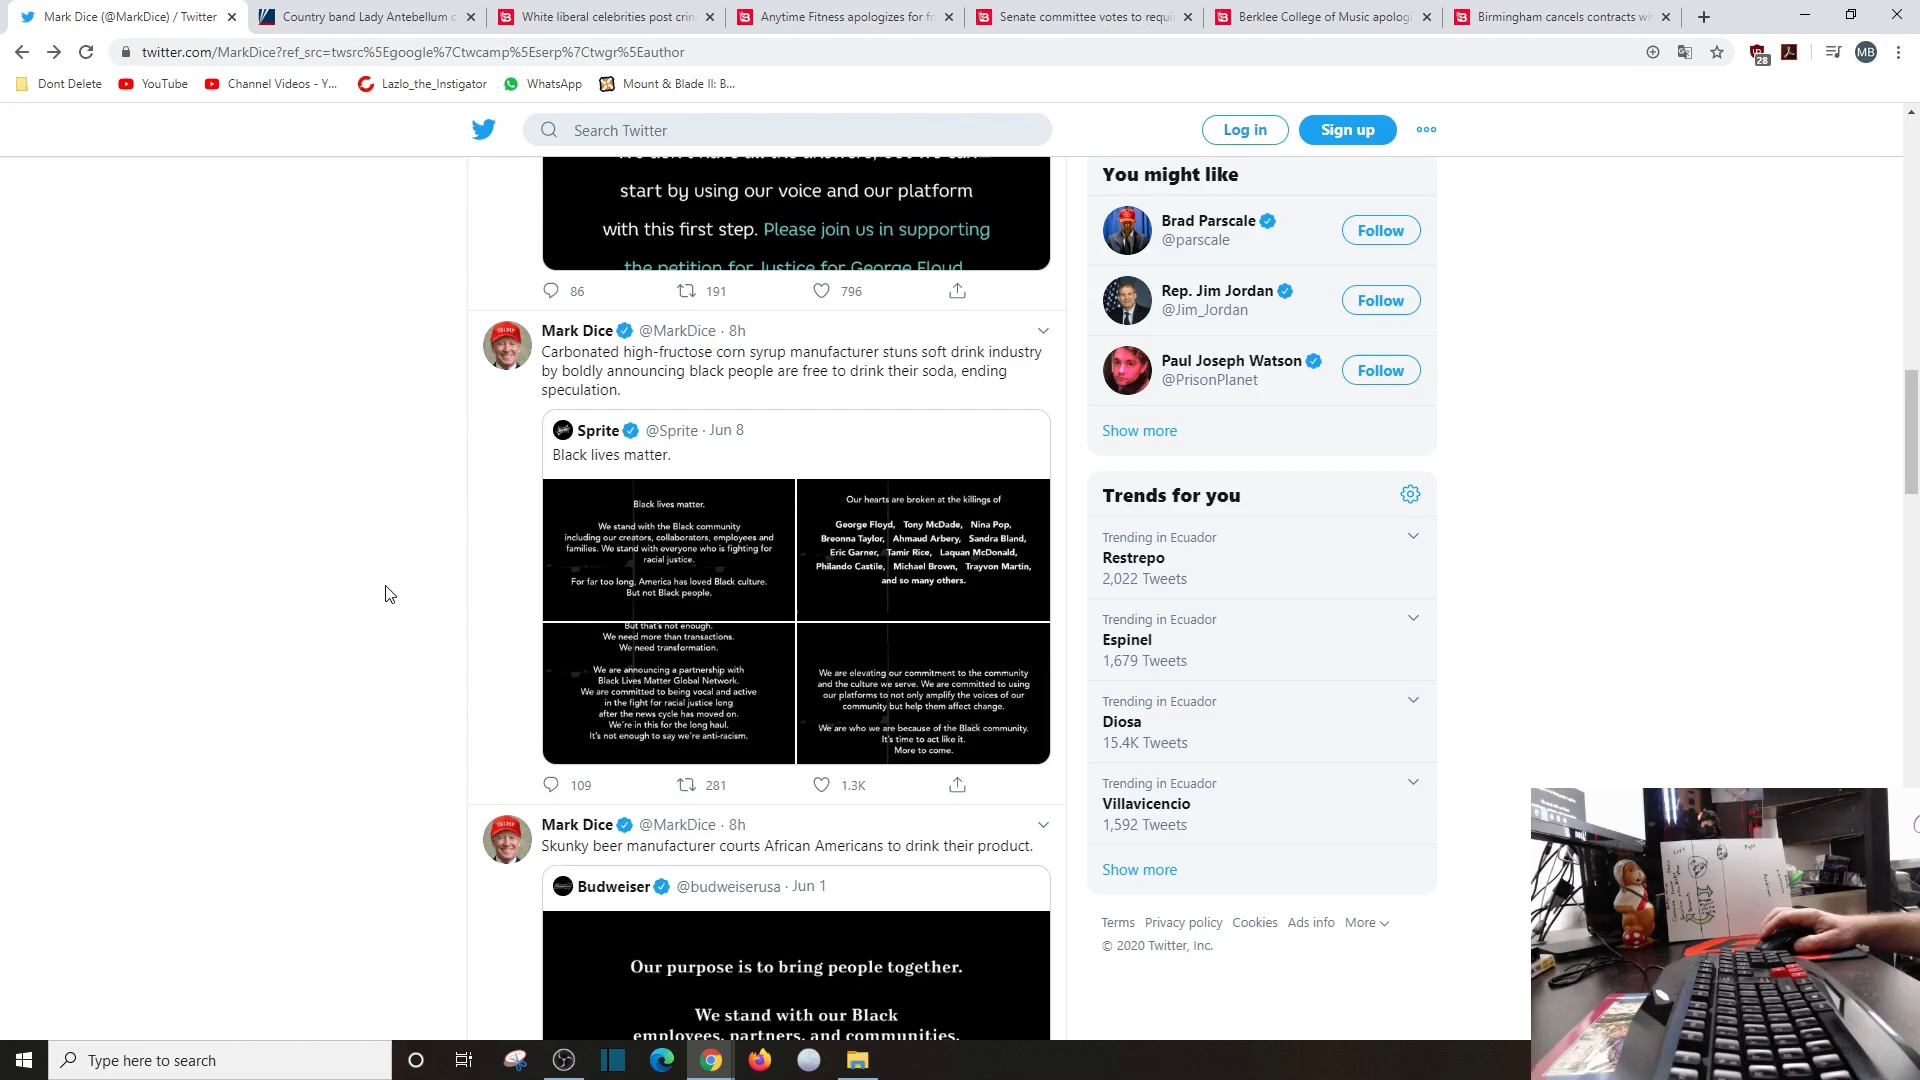 Mark Dice (@MarkDice) / Twitter
Country band Lady Antebellum
White liberal celebrities post
Anytime Fitness apologizes for
Senate committee votes to
Berklee College of Music
Birmingham cancels contracts
twitter.com/MarkDice?ref_src=twsrc%5Egoogle%7Ctwcamp%5Eserp%7Ctwgr%5Eauthor
28
MB
Dont Delete
YouTube
Channel Videos - Y...
Lazlo_the_Instigator
WhatsApp
Mount & Blade II: B...
Search Twitter
Log in
Sign up
start by using our voice and our platform
with this first step. Please join us in supporting
the petition for Justice for George Floyd
86
191
796
Mark Dice @MarkDice · 8h
Carbonated high-fructose corn syrup manufacturer stuns soft drink industry
by boldly announcing black people are free to drink their soda, ending
speculation.
Sprite @Sprite · Jun 8
Black lives matter.
Black lives matter.
We stand with the Black community
including our creators, collaborators, employees and
families. We stand with everyone who is fighting for
racial justice.
For far too long, America has loved Black culture.
But not Black people.
Our hearts are broken at the killings of
George Floyd, Tony McDade, Nina Pop,
Breonna Taylor, Ahmaud Arbery, Sandra Bland,
Eric Garner, Tamir Rice, Laquan McDonald,
Philando Castile, Michael Brown, Trayvon Martin,
and so many others.
But that's not enough.
We need more than transactions.
We need transformation.
We are announcing a partnership with
Black Lives Matter Global Network.
We are committed to being vocal and active
in the fight for racial justice long
after the news cycle has moved on.
We're in this for the long haul.
It's not enough to say we're anti-racism.
We are elevating our commitment to the community
and the culture we serve. We are committed to using
our platforms to not only amplify the voices of our
community but help them affect change.
We are who we are because of the Black community.
It's time to act like it.
More to come.
109
281
1.3K
Mark Dice @MarkDice · 8h
Skunky beer manufacturer courts African Americans to drink their product.
Budweiser @budweiserusa · Jun 1
Our purpose is to bring people together.
We stand with our Black
employees, partners, and communities.
You might like
Brad Parscale
@parscale
Follow
Rep. Jim Jordan
@Jim_Jordan
Follow
Paul Joseph Watson
@PrisonPlanet
Follow
Show more
Trends for you
Trending in Ecuador
Restrepo
2,022 Tweets
Trending in Ecuador
Espinel
1,679 Tweets
Trending in Ecuador
Diosa
15.4K Tweets
Trending in Ecuador
Villavicencio
1,592 Tweets
Show more
Terms Privacy policy Cookies Ads info More
© 2020 Twitter, Inc.
Type here to search